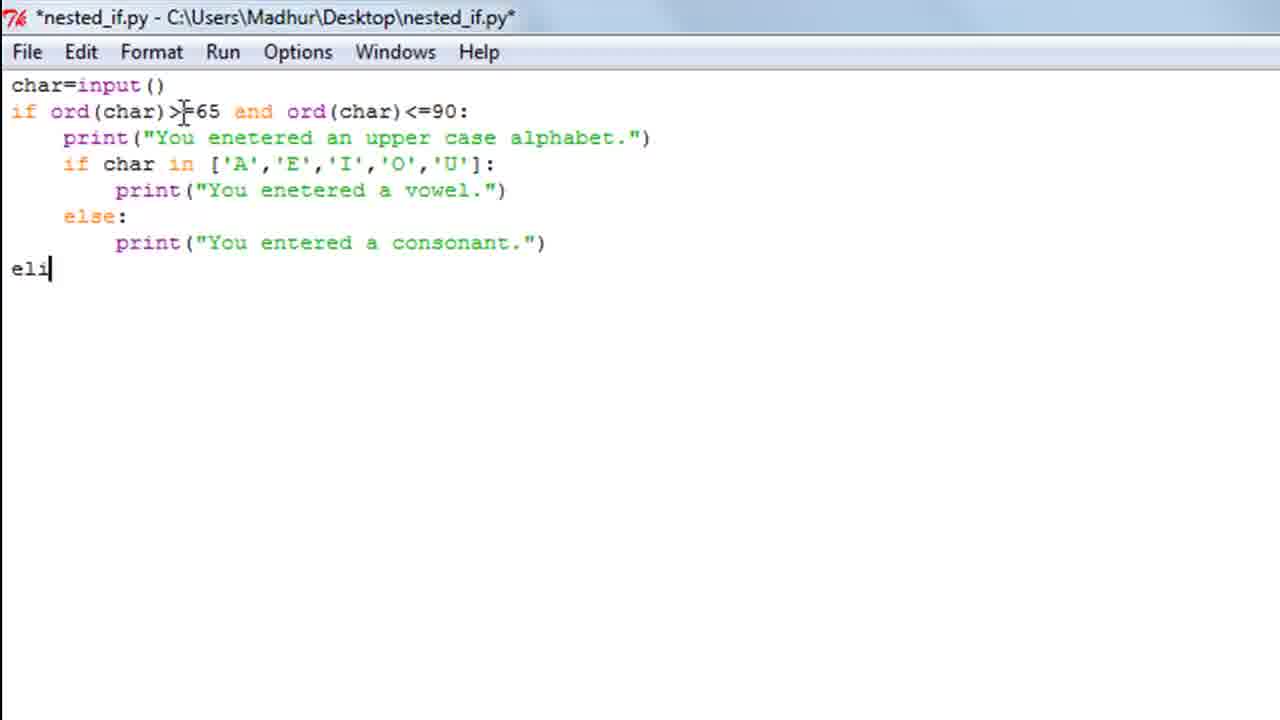 *nested_if.py - C:\Users\Madhur\Desktop\nested_if.py*
File Edit Format Run Options Windows Help
char=input()
if ord(char)>=65 and ord(char)<=90:
    print("You enetered an upper case alphabet.")
    if char in ['A','E','I','O','U']:
        print("You enetered a vowel.")
    else:
        print("You entered a consonant.")
eli